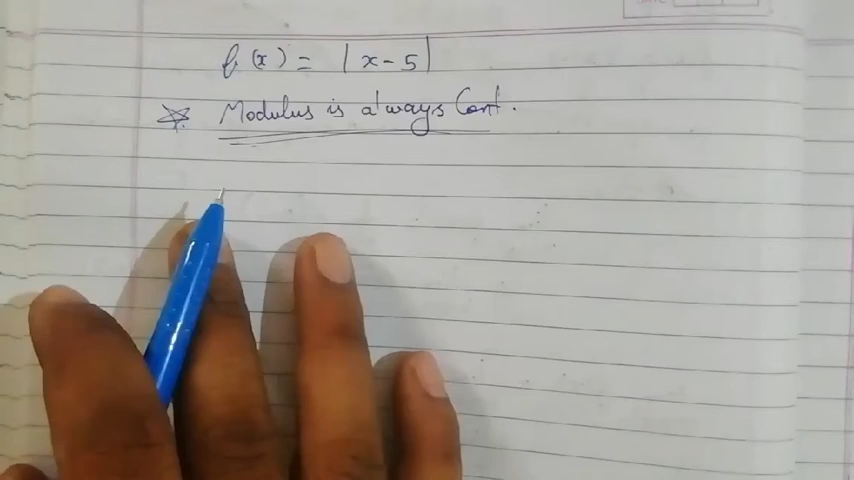 f(x) = |x-5|
Modulus is always Cont.